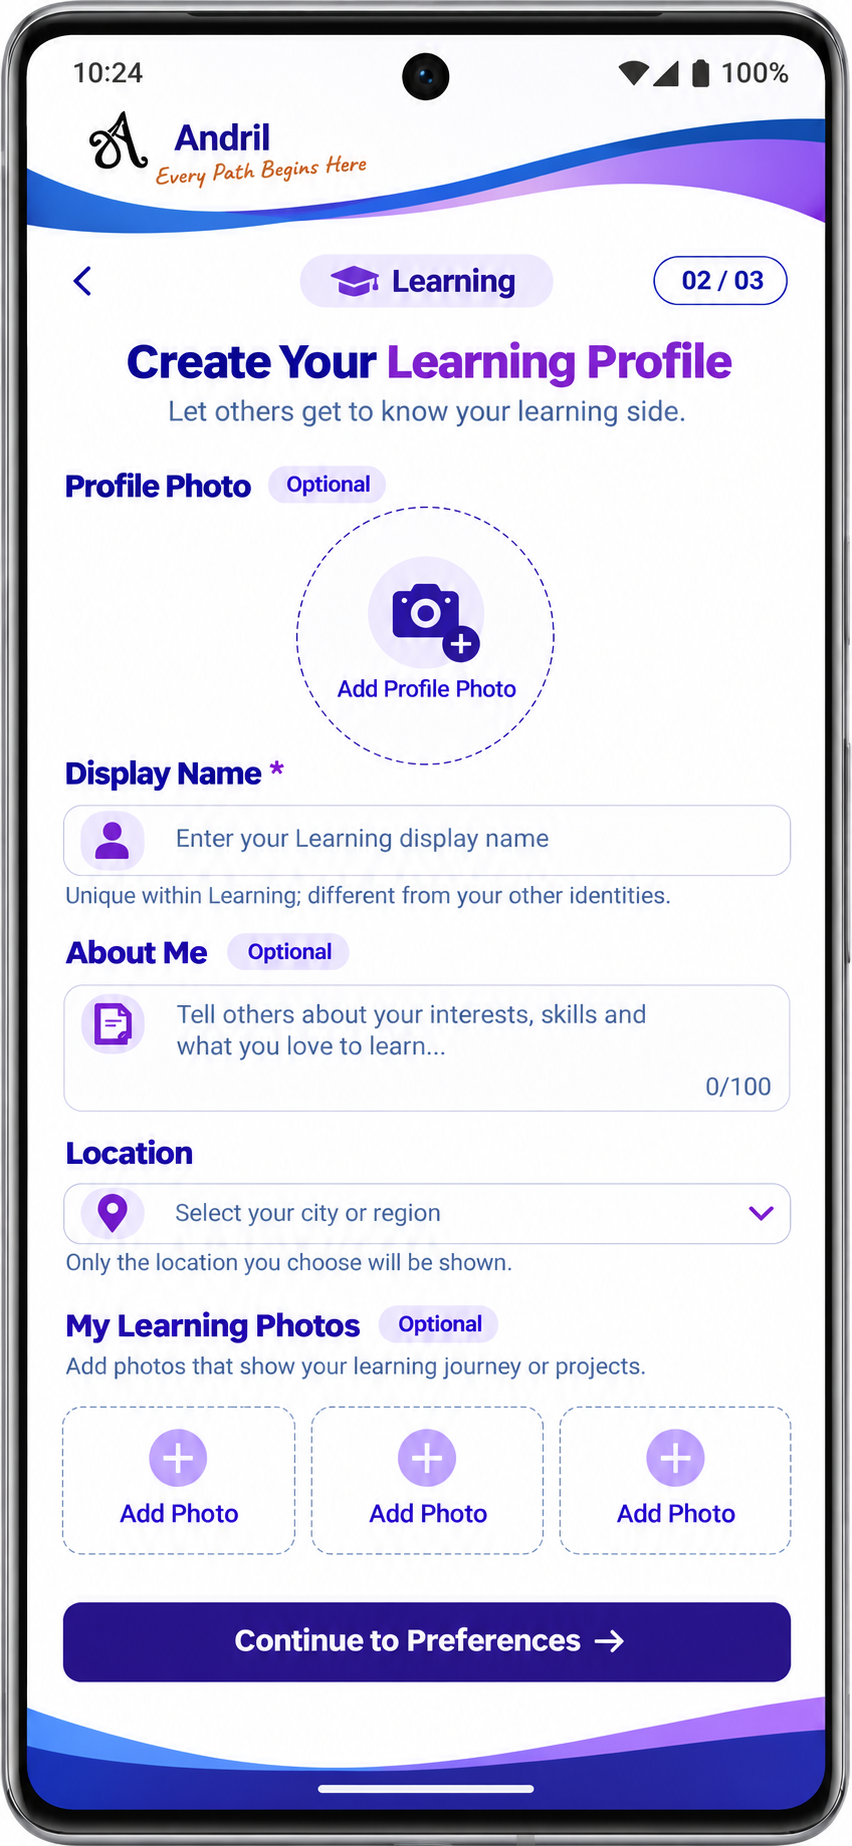 10:24
100%
Andril
Every Path Begins Here
Learning
02 / 03
Create Your Learning Profile
Let others get to know your learning side.
Profile Photo
Optional
Add Profile Photo
Display Name *
Enter your Learning display name
Unique within Learning; different from your other identities.
About Me
Optional
Tell others about your interests, skills and
what you love to learn...
0/100
Location
Select your city or region
Only the location you choose will be shown.
My Learning Photos
Optional
Add photos that show your learning journey or projects.
Add Photo
Add Photo
Add Photo
Continue to Preferences →